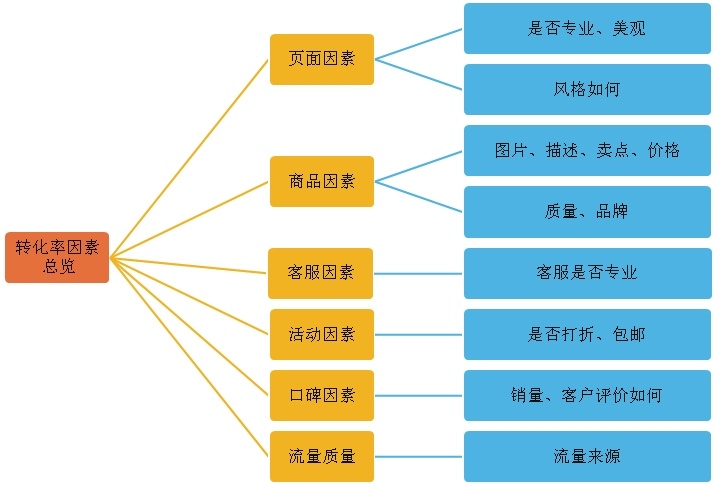 转化率因素
总览
页面因素
是否专业、美观
风格如何
商品因素
图片、描述、卖点、价格
质量、品牌
客服因素
客服是否专业
活动因素
是否打折、包邮
口碑因素
销量、客户评价如何
流量质量
流量来源